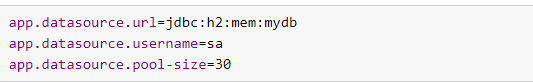 app.datasource.url=jdbc:h2:mem:mydb
app.datasource.username=sa
app.datasource.pool-size=30